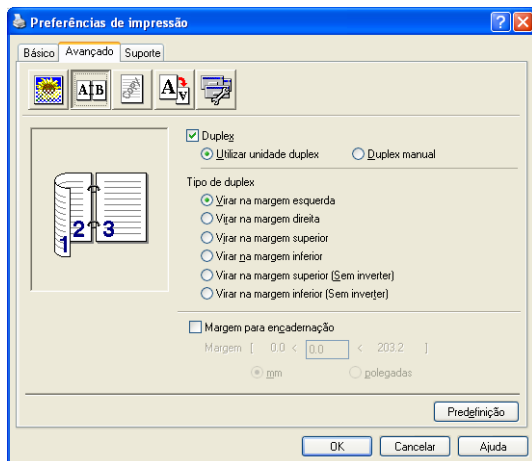 Preferências de impressão
Básico Avançado Suporte
A B A A
Duplex
Utilizar unidade duplex Duplex manual
Tipo de duplex
Virar na margem esquerda
Virar na margem direita
Virar na margem superior
Virar na margem inferior
Virar na margem superior (Sem inverter)
Virar na margem inferior (Sem inverter)
1 2 3
Margem para encadernação
Margem [ 0.0 < 0.0 < 203.2 ]
mm polegadas
Predefinição
OK Cancelar Ajuda